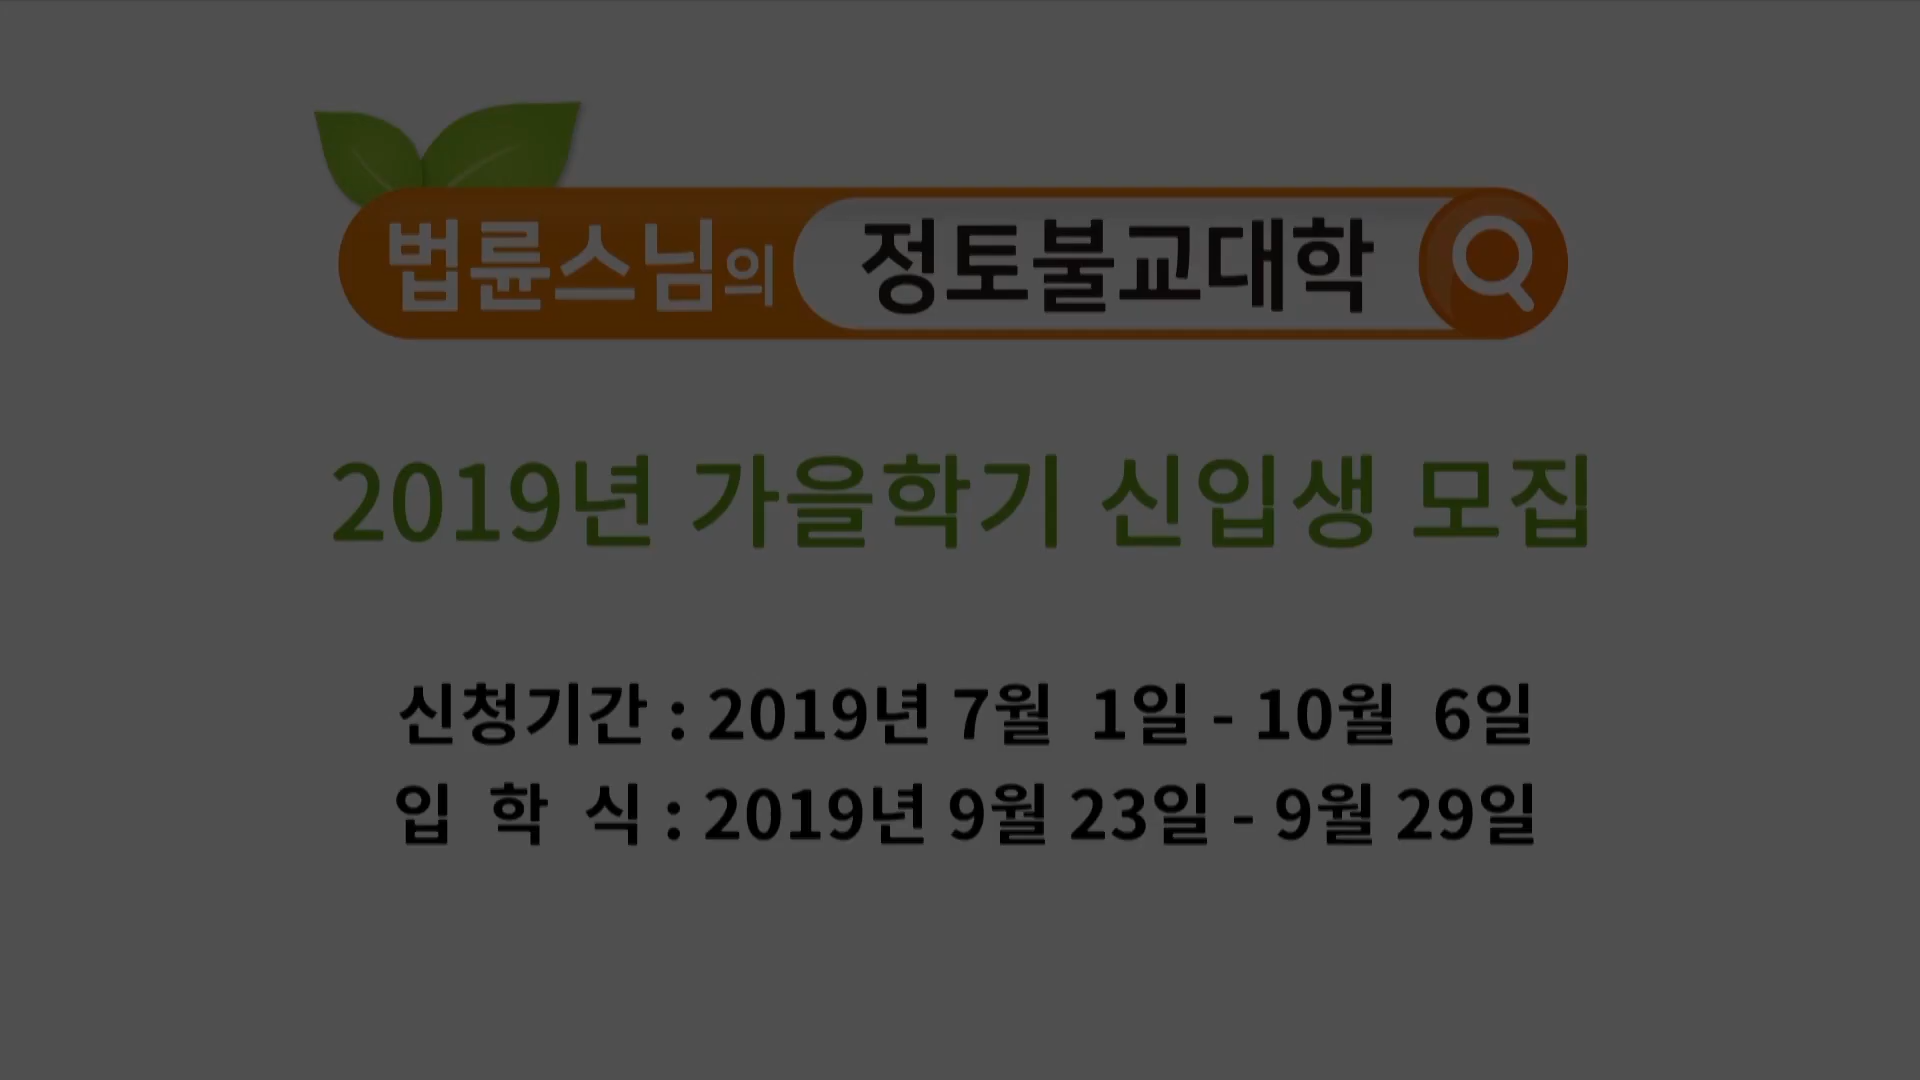 법륜스님의 정토불교대학
2019년 가을학기 신입생 모집
신청기간 : 2019년 7월 1일 - 10월 6일
입 학 식 : 2019년 9월 23일 - 9월 29일